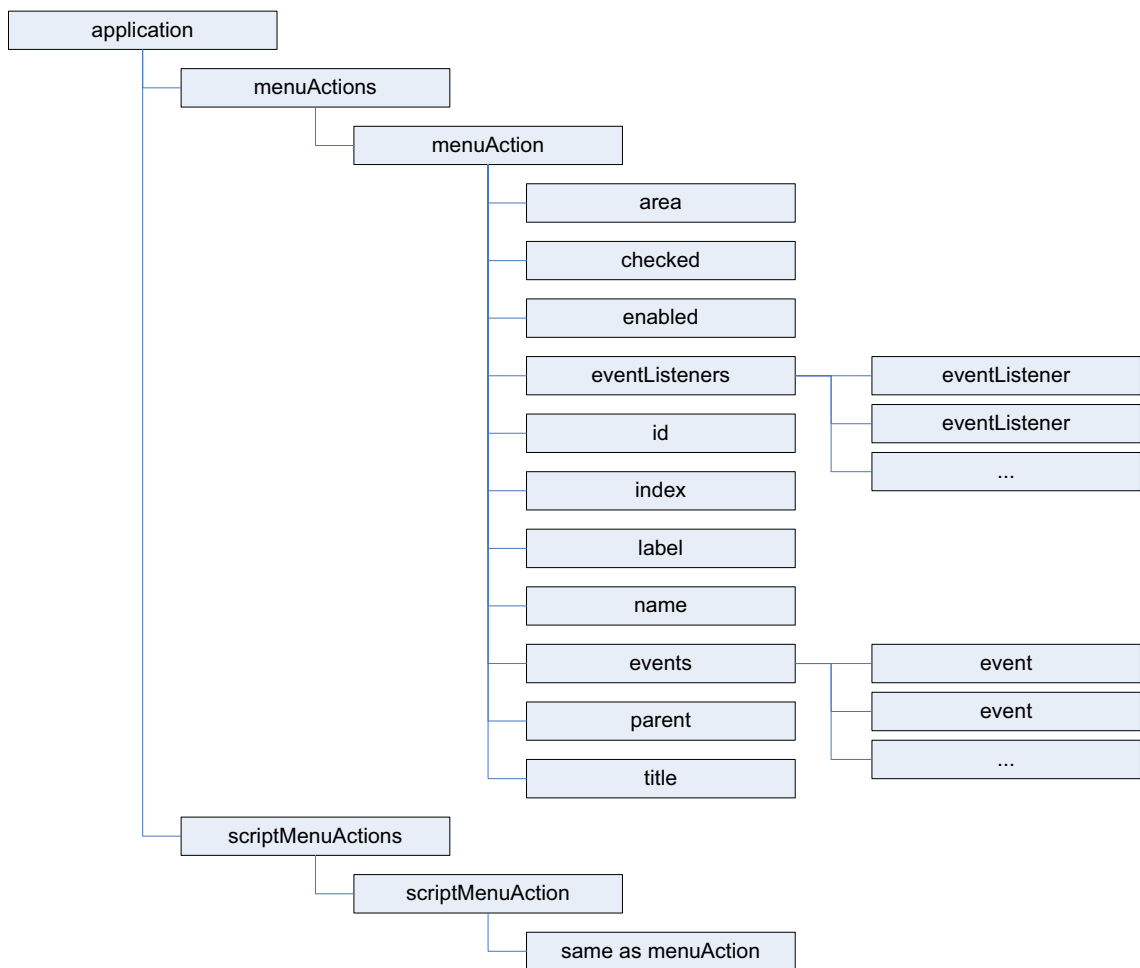 application
menuActions
menuAction
area
checked
enabled
eventListeners
eventListener
eventListener
...
id
index
label
name
events
event
event
...
parent
title
scriptMenuActions
scriptMenuAction
same as menuAction